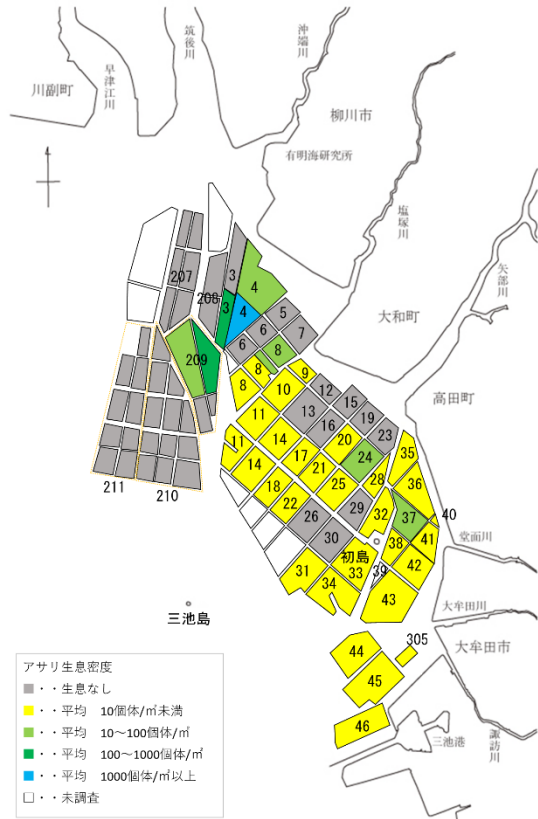 筑後川
沖端川
早津江川
川副町
柳川市
有明海研究所
塩塚川
矢部川
大和町
高田町
207
208
3
4
3
4
5
6
7
6
8
209
8
9
8
10
12
15
13
19
11
16
23
20
11
14
24
35
17
21
14
25
28
36
18
22
29
32
37
40
26
211
210
30
38
41
堂面川
初島
39
42
31
33
34
43
三池島
大牟田川
305
大牟田市
44
45
46
三池港
諏訪川
アサリ生息密度
・・生息なし
・・平均 10個体/㎡未満
・・平均 10～100個体/㎡
・・平均 100～1000個体/㎡
・・平均 1000個体/㎡以上
・・未調査